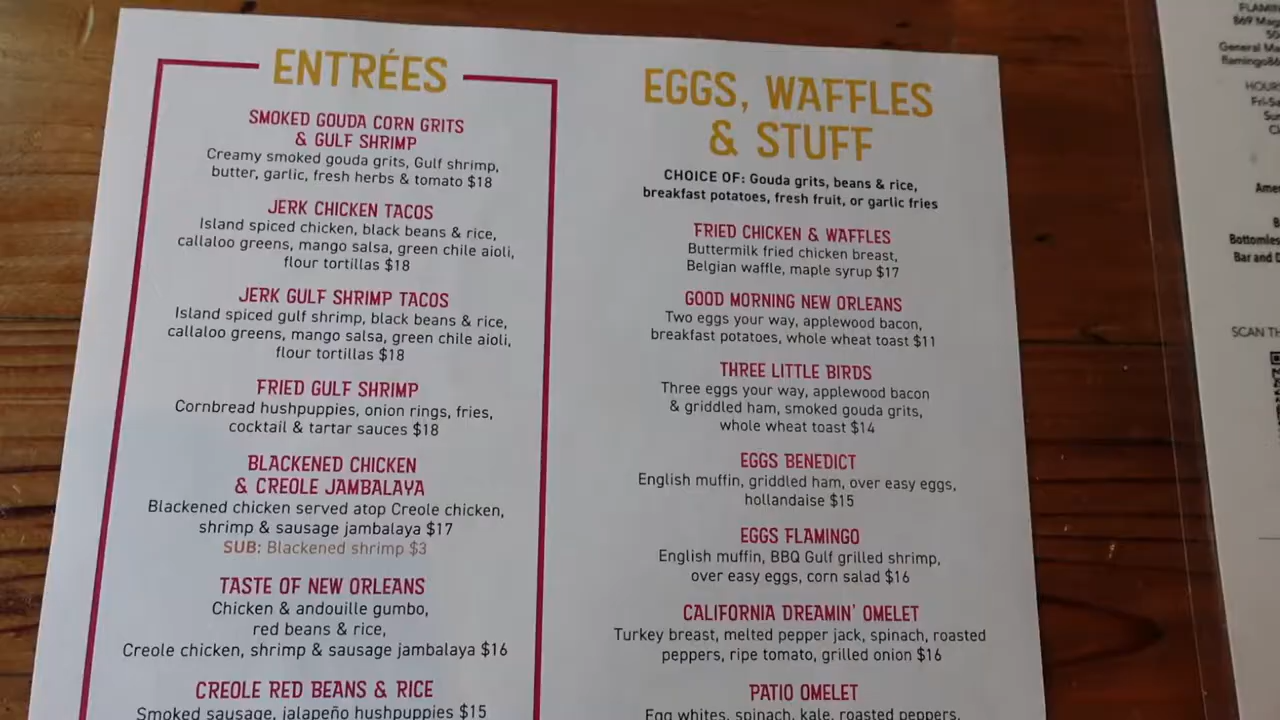 ENTRÉES
SMOKED GOUDA CORN GRITS
& GULF SHRIMP
Creamy smoked gouda grits, Gulf shrimp,
butter, garlic, fresh herbs & tomato $18
JERK CHICKEN TACOS
Island spiced chicken, black beans & rice,
callaloo greens, mango salsa, green chile aioli,
flour tortillas $18
JERK GULF SHRIMP TACOS
Island spiced gulf shrimp, black beans & rice,
callaloo greens, mango salsa, green chile aioli,
flour tortillas $18
FRIED GULF SHRIMP
Cornbread hushpuppies, onion rings, fries,
cocktail & tartar sauces $18
BLACKENED CHICKEN
& CREOLE JAMBALAYA
Blackened chicken served atop Creole chicken,
shrimp & sausage jambalaya $17
SUB: Blackened shrimp $3
TASTE OF NEW ORLEANS
Chicken & andouille gumbo,
red beans & rice,
Creole chicken, shrimp & sausage jambalaya $16
CREOLE RED BEANS & RICE
Smoked sausage, jalapeño hushpuppies $15
EGGS, WAFFLES
& STUFF
CHOICE OF: Gouda grits, beans & rice,
breakfast potatoes, fresh fruit, or garlic fries
FRIED CHICKEN & WAFFLES
Buttermilk fried chicken breast,
Belgian waffle, maple syrup $17
GOOD MORNING NEW ORLEANS
Two eggs your way, applewood bacon,
breakfast potatoes, whole wheat toast $11
THREE LITTLE BIRDS
Three eggs your way, applewood bacon
& griddled ham, smoked gouda grits,
whole wheat toast $14
EGGS BENEDICT
English muffin, griddled ham, over easy eggs,
hollandaise $15
EGGS FLAMINGO
English muffin, BBQ Gulf grilled shrimp,
over easy eggs, corn salad $16
CALIFORNIA DREAMIN' OMELET
Turkey breast, melted pepper jack, spinach, roasted
peppers, ripe tomato, grilled onion $16
PATIO OMELET
Egg whites, spinach, kale, roasted peppers,
869
General
HOURS
Bottomless
Bar and
SCAN